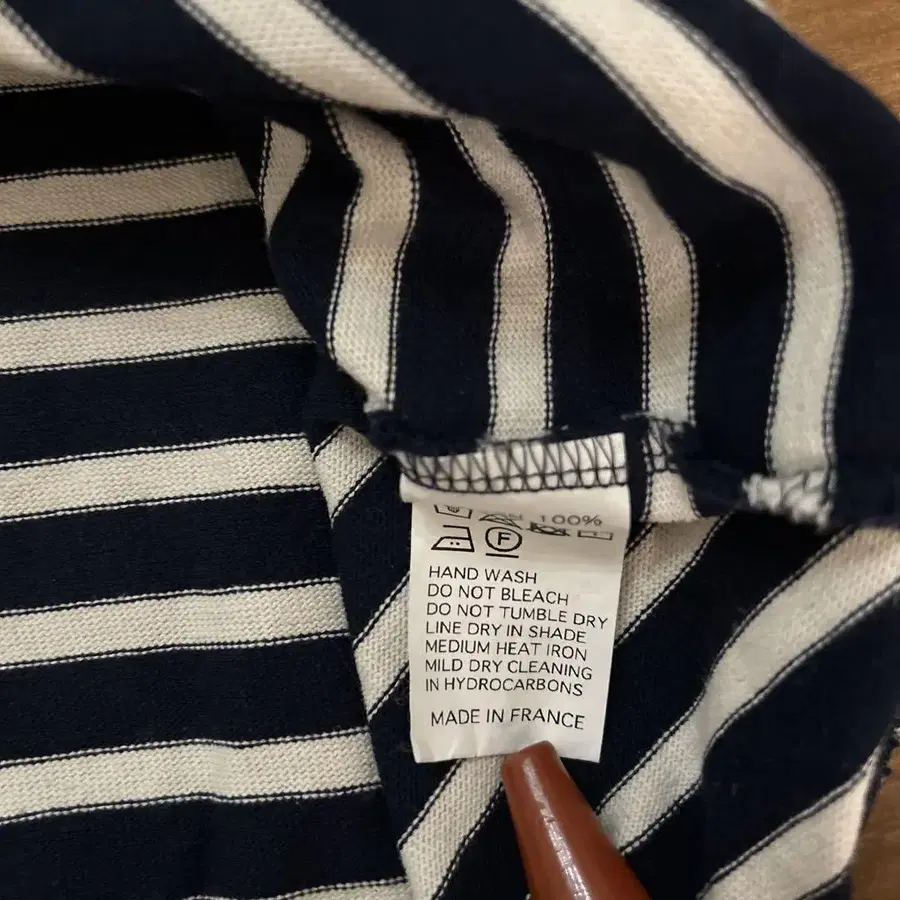 100%
F
HAND WASH
DO NOT BLEACH
DO NOT TUMBLE DRY
LINE DRY IN SHADE
MEDIUM HEAT IRON
MILD DRY CLEANING
IN HYDROCARBONS
MADE IN FRANCE